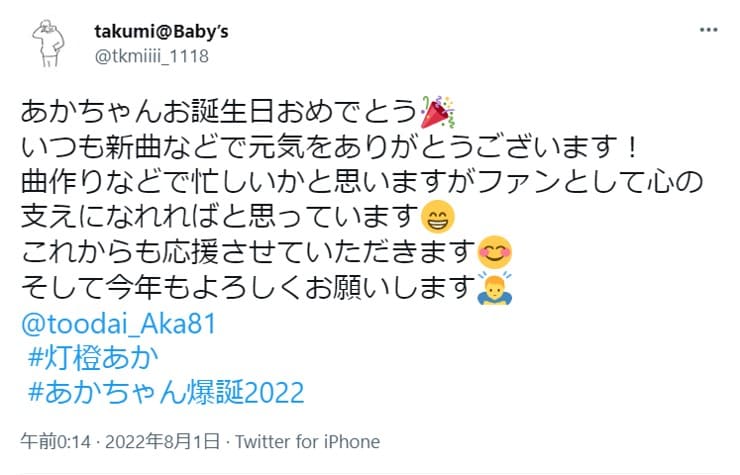 takumi@Baby's
@tkmiiii_1118
あかちゃんお誕生日おめでとう🎉
いつも新曲などで元気をありがとうございます！
曲作りなどで忙しいかと思いますがファンとして心の
支えになれればと思っています😁
これからも応援させていただきます😊
そして今年もよろしくお願いします🙇‍♂️
@toodai_Aka81
#灯橙あか
#あかちゃん爆誕2022
午前0:14 · 2022年8月1日 · Twitter for iPhone